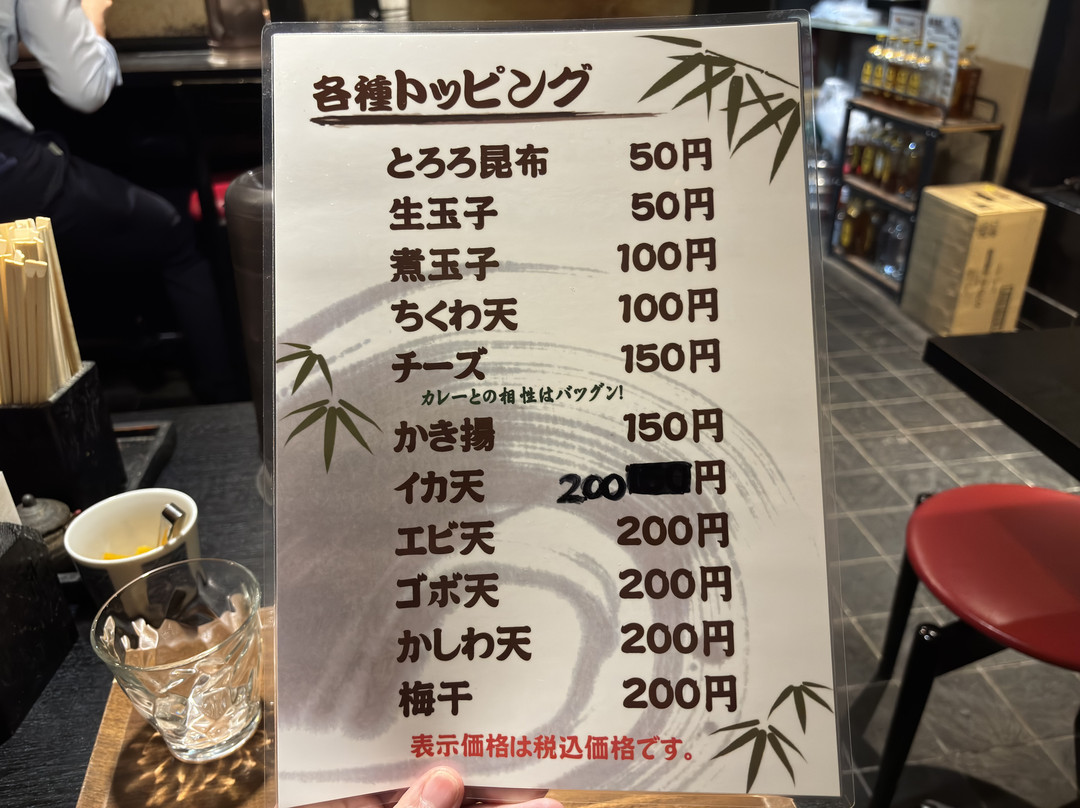 各種トッピング
とろろ昆布 50円
生玉子 50円
煮玉子 100円
ちくわ天 100円
チーズ 150円
カレーとの相性はバツグン!
かき揚 150円
イカ天 200円
エビ天 200円
ゴボ天 200円
かしわ天 200円
梅干 200円
表示価格は税込価格です。